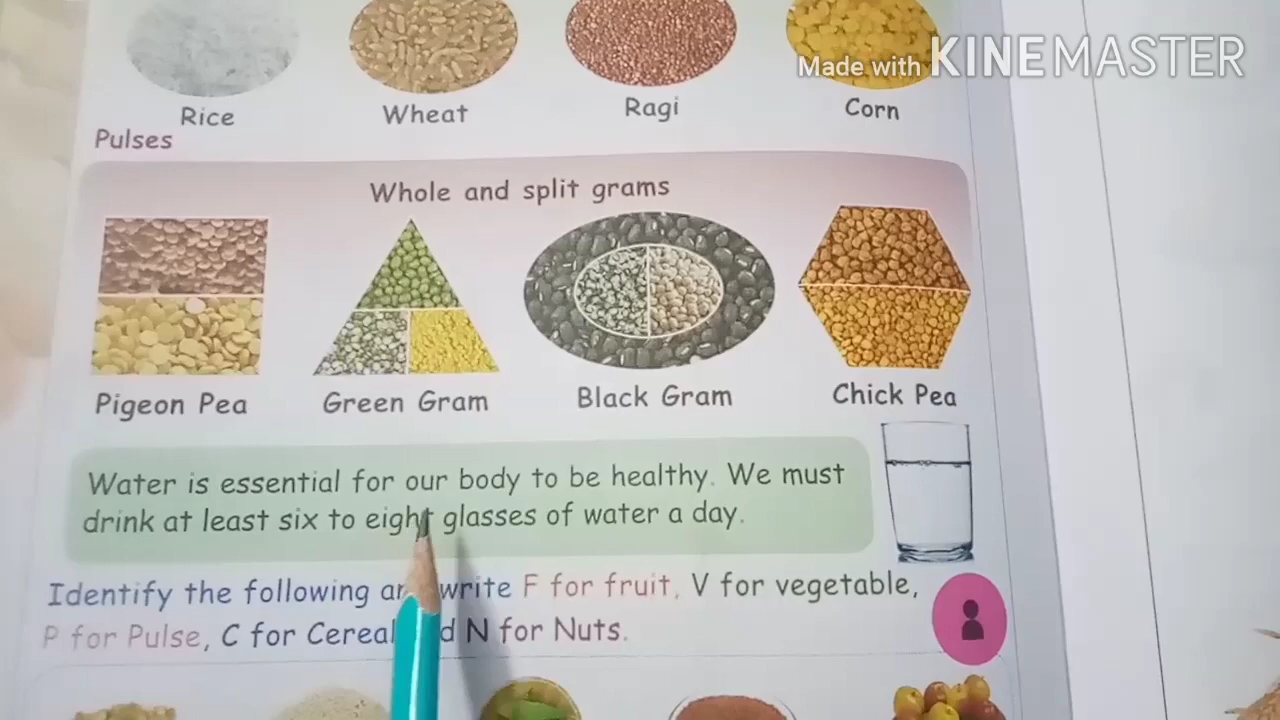 Made with KINEMASTER
Rice Wheat Ragi Corn
Pulses
Whole and split grams
Pigeon Pea Green Gram Black Gram Chick Pea
Water is essential for our body to be healthy. We must
drink at least six to eight glasses of water a day.
Identify the following write F for fruit, V for vegetable,
P for Pulse, C for Cereal N for Nuts.